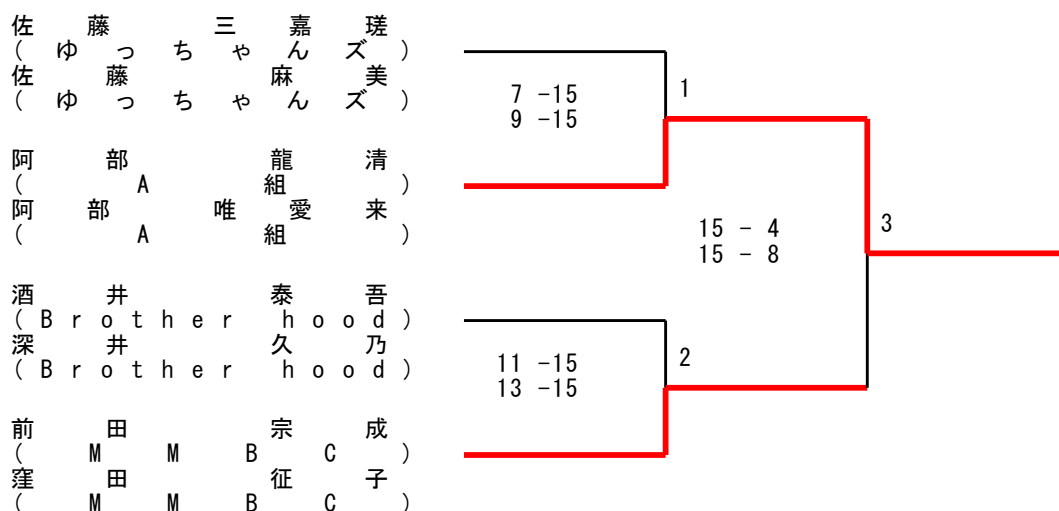 佐藤 三嘉瑳
(ゆっちゃんズ)
佐藤 麻美
(ゆっちゃんズ)
7 -15
9 -15
1
阿部 龍清
(A組)
阿部 唯愛来
(A組)
15 - 4
15 - 8
3
酒井 泰吾
(Brother hood)
深井 久乃
(Brother hood)
11 -15
13 -15
2
前田 宗成
(MMBC)
窪田 征子
(MMBC)